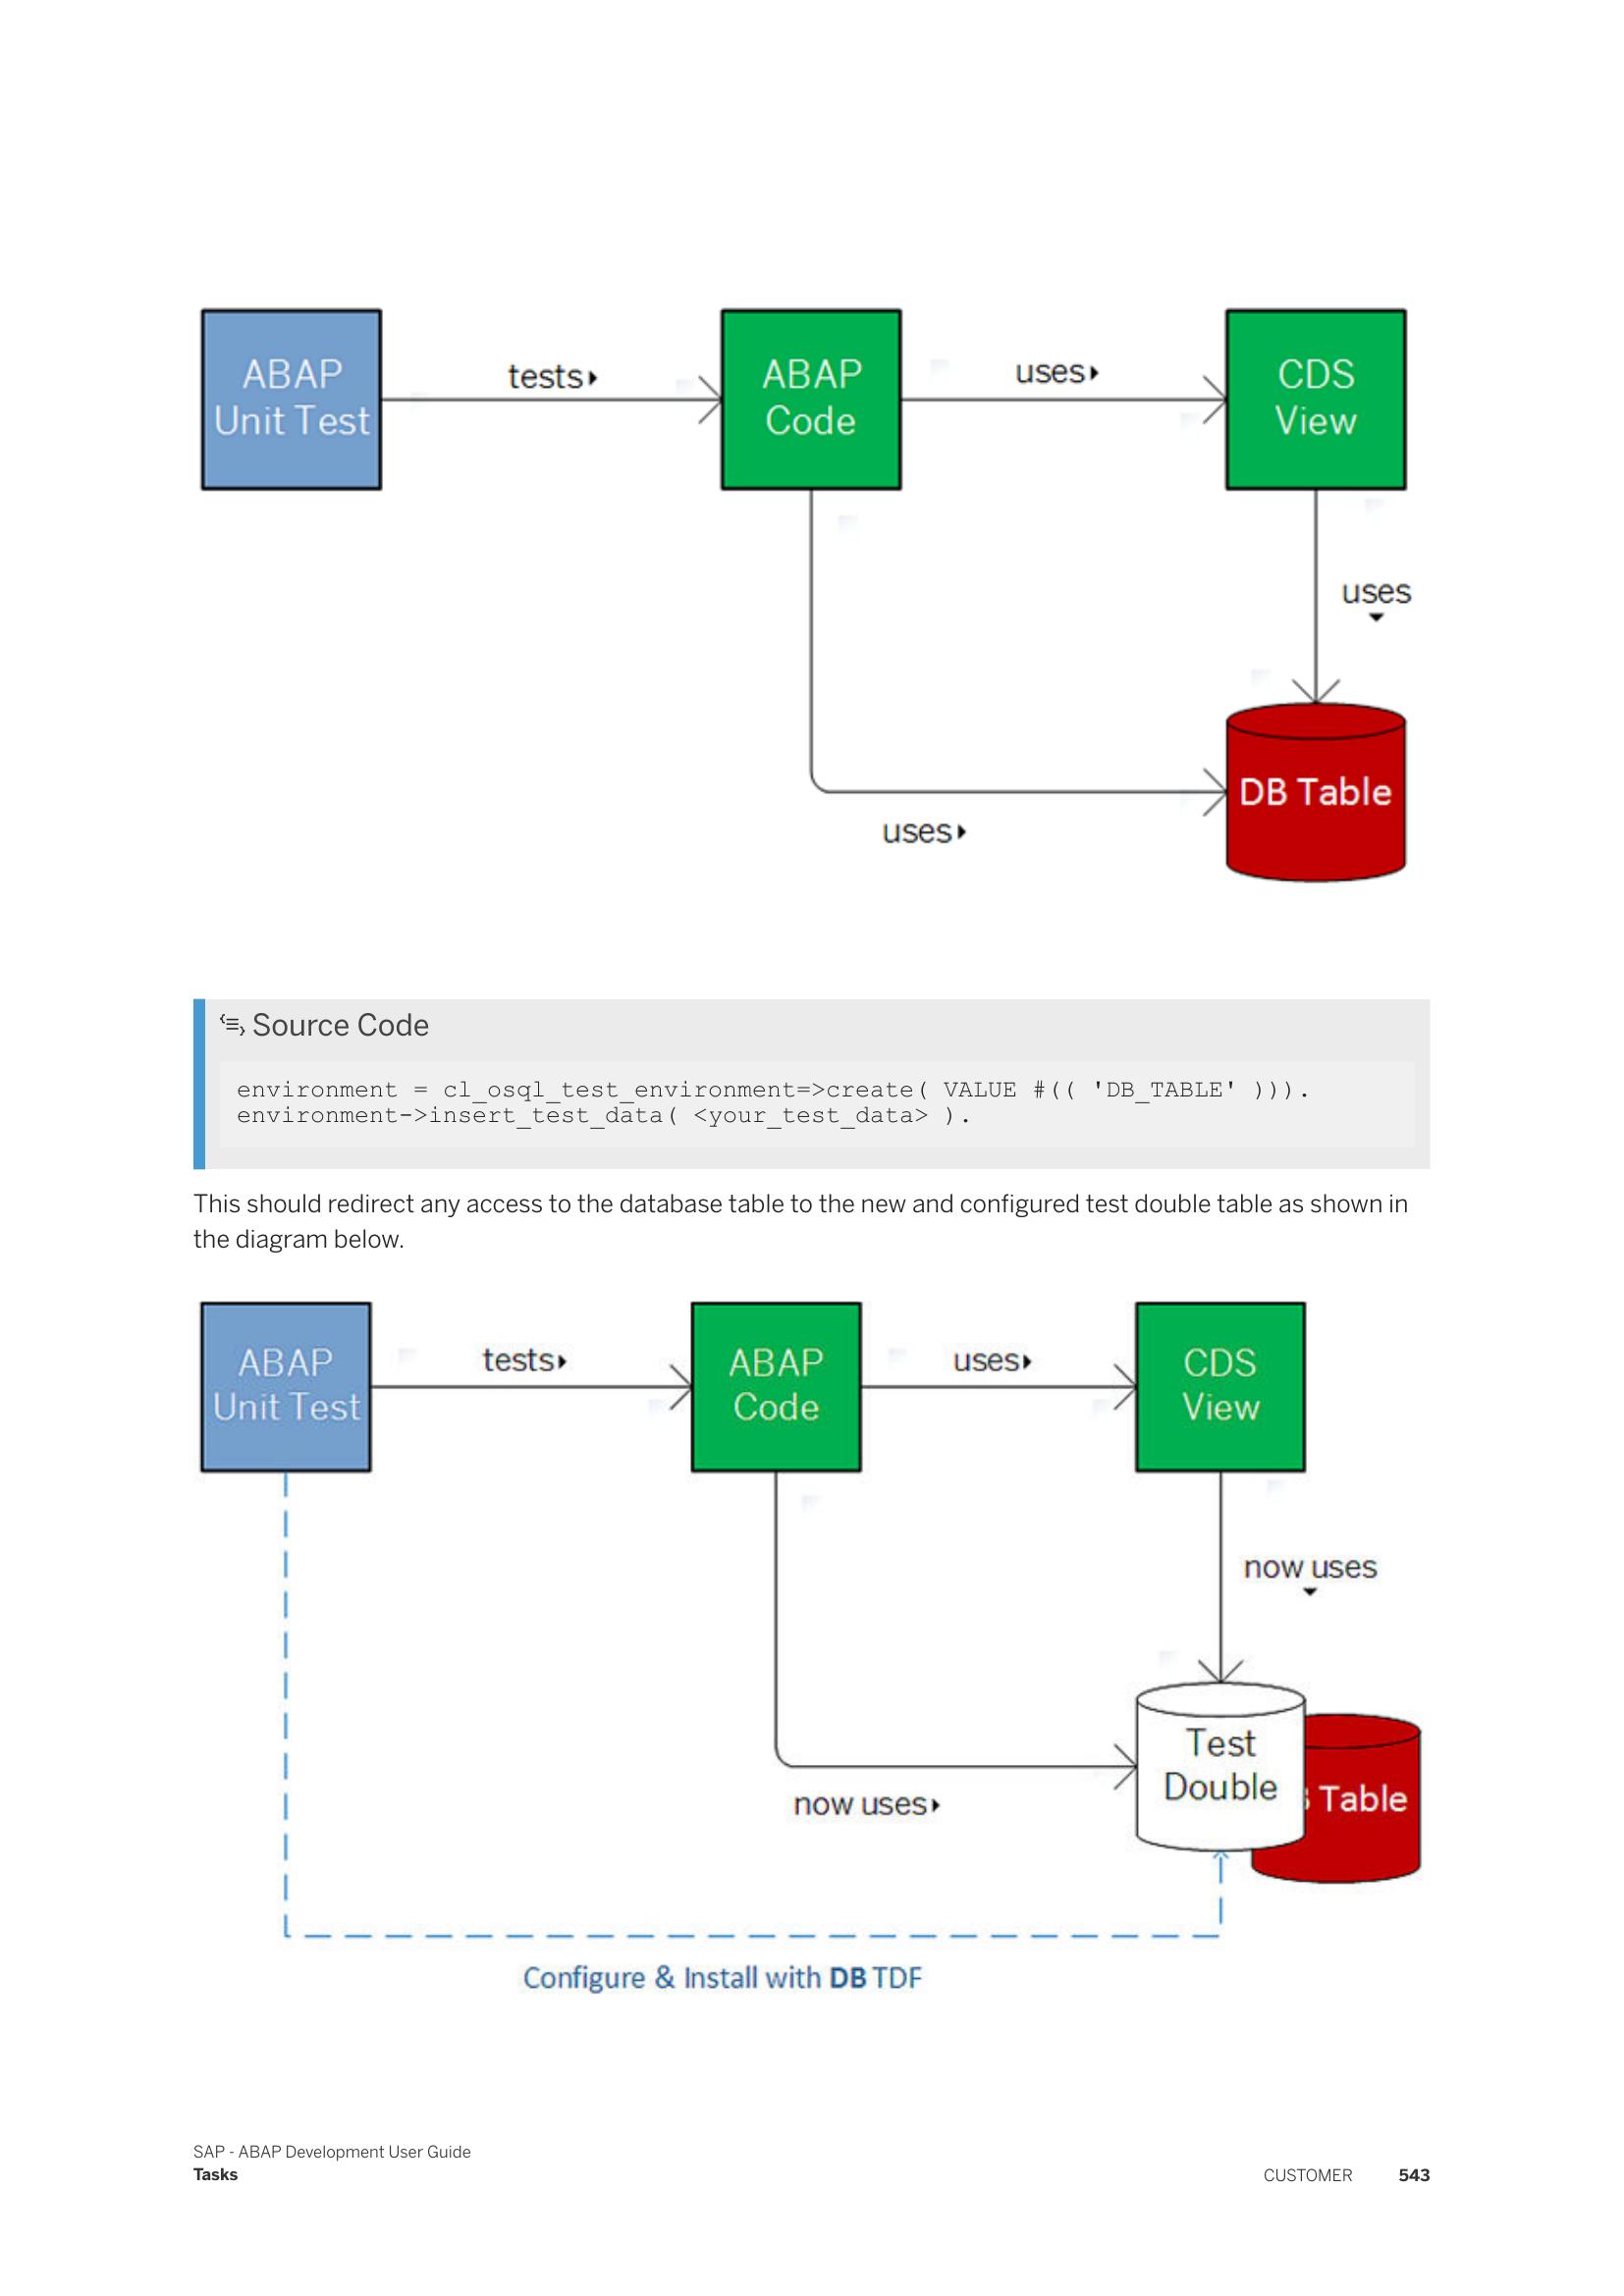 ABAP
Unit Test
tests
ABAP
Code
uses
CDS
View
uses
DB Table
uses
Source Code
environment = cl_osql_test_environment=>create( VALUE #(( 'DB_TABLE' ))).
environment->insert_test_data( <your_test_data> ).
This should redirect any access to the database table to the new and configured test double table as shown in
the diagram below.
ABAP
Unit Test
tests
ABAP
Code
uses
CDS
View
now uses
Test
Double
Table
now uses
Configure & Install with DB TDF
SAP - ABAP Development User Guide
Tasks
CUSTOMER 543